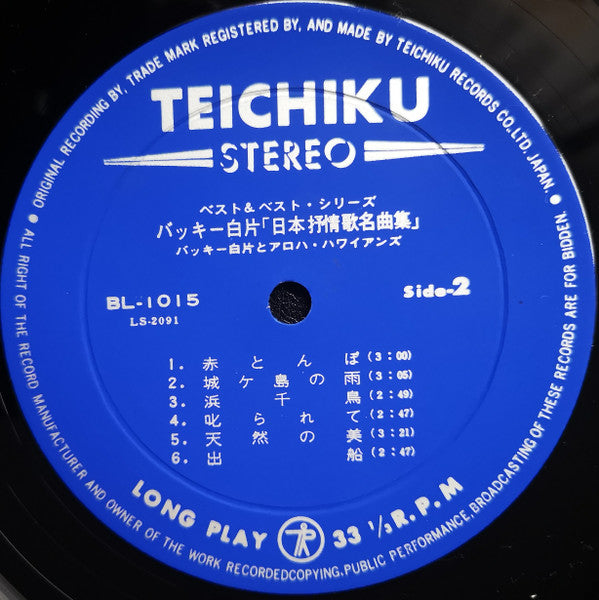 ● ORIGINAL RECORDING BY, TRADE MARK REGISTERED BY, AND MADE BY TEICHIKU RECORDS CO. LTD. JAPAN. ●
TEICHIKU
STEREO
ベスト&ベスト・シリーズ
バッキー白片「日本抒情歌名曲集」
バッキー白片とアロハ・ハワイアンズ
BL-1015
Side-2
LS-2091
1. 赤とんぼ (3:00)
2. 城ケ島の雨 (3:05)
3. 浜千鳥 (2:49)
4. 叱られて (2:47)
5. 天然の美 (3:21)
6. 出船 (2:47)
LONG PLAY 33 1/3 R.P.M
ALL RIGHT OF THE RECORD MANUFACTURER AND OWNER OF THE WORK RECORDEDCOPYING,PUBLIC PERFORMANCE,BROADCASTING OF THESE RECORDS ARE FOR BIDDEN.